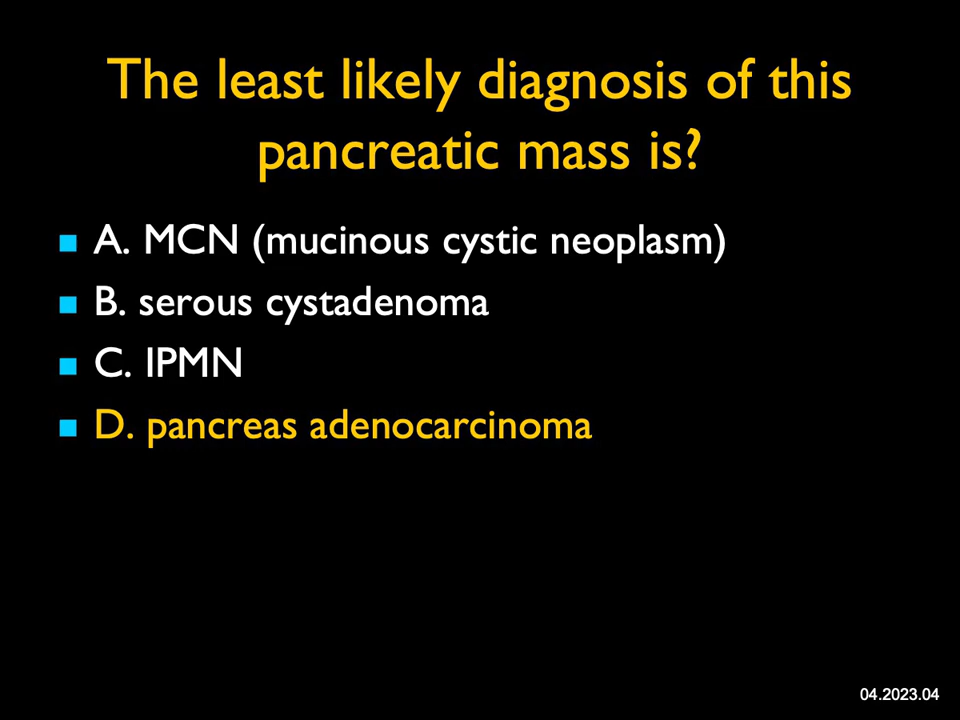 The least likely diagnosis of this
pancreatic mass is?
A. MCN (mucinous cystic neoplasm)
B. serous cystadenoma
C. IPMN
D. pancreas adenocarcinoma
04.2023.04